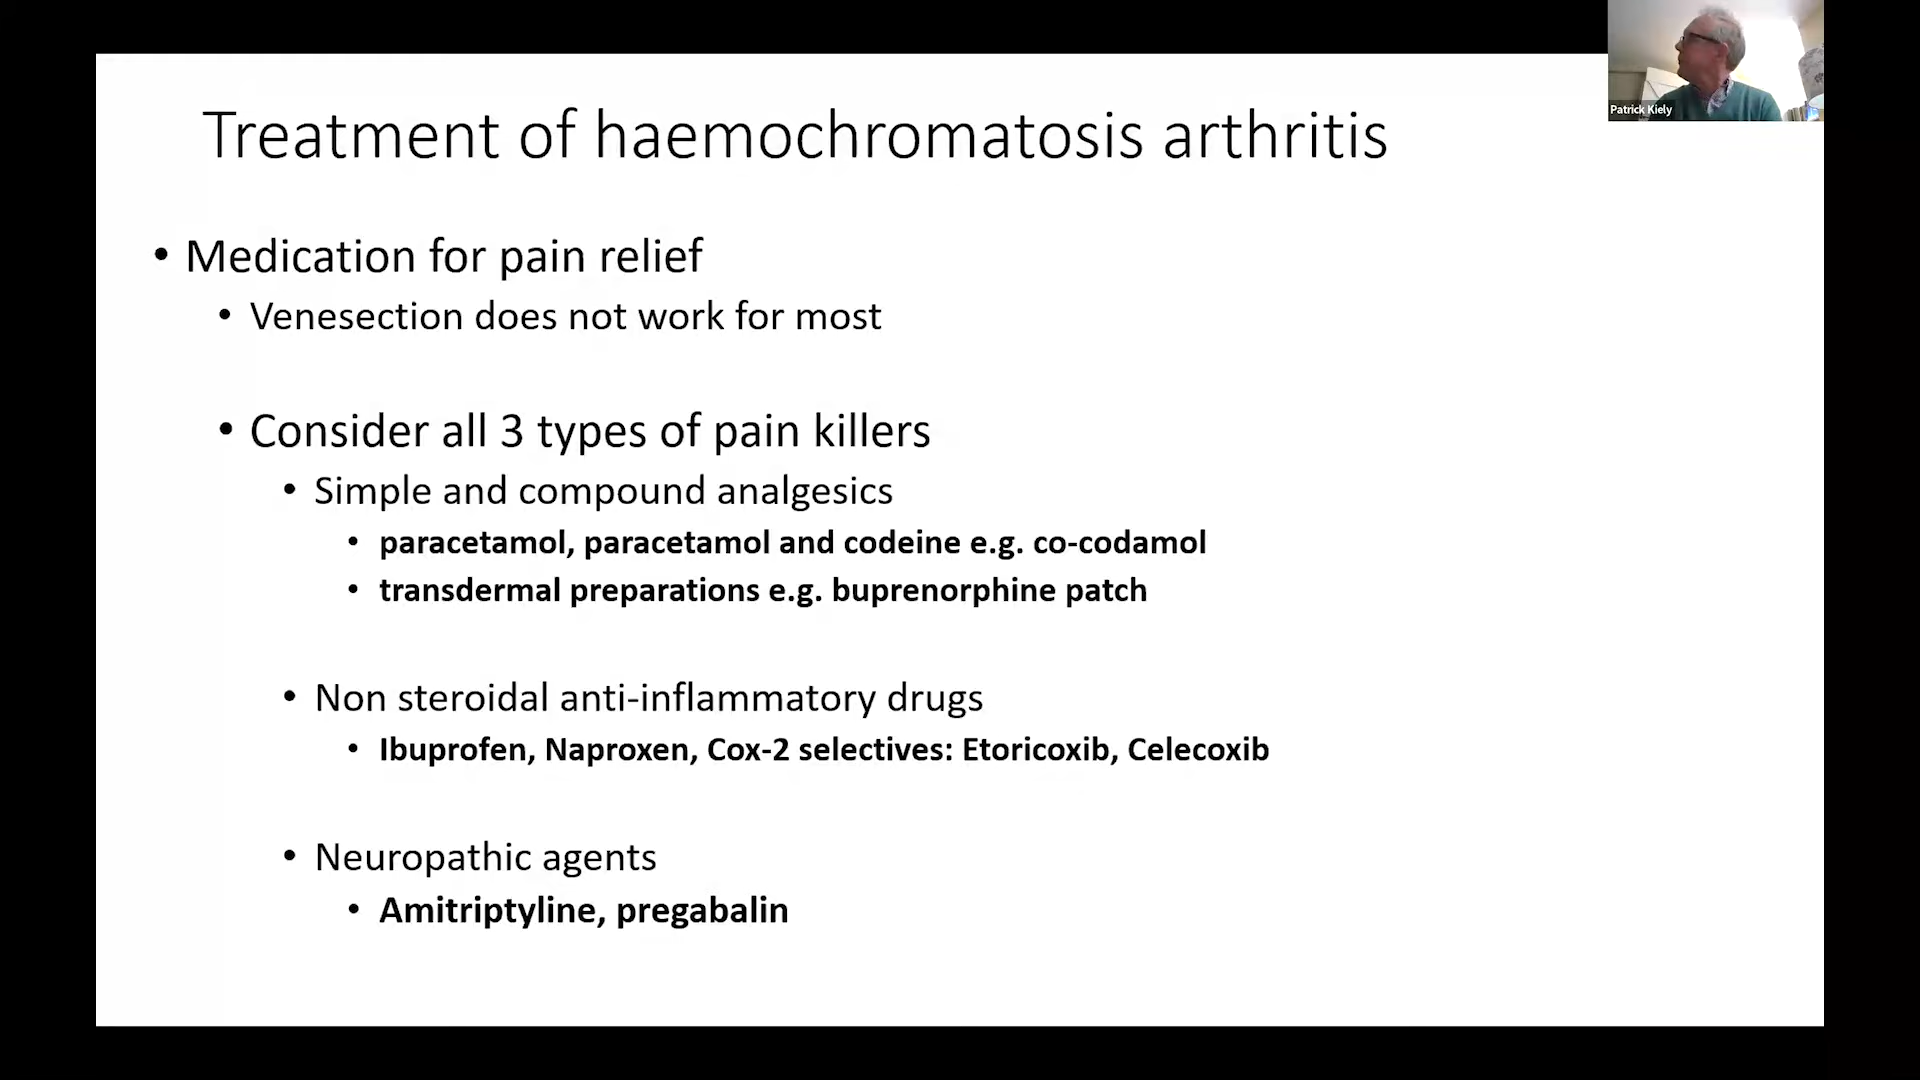 Patrick Kiely
Treatment of haemochromatosis arthritis
• Medication for pain relief
• Venesection does not work for most
• Consider all 3 types of pain killers
• Simple and compound analgesics
• paracetamol, paracetamol and codeine e.g. co-codamol
• transdermal preparations e.g. buprenorphine patch
• Non steroidal anti-inflammatory drugs
• Ibuprofen, Naproxen, Cox-2 selectives: Etoricoxib, Celecoxib
• Neuropathic agents
• Amitriptyline, pregabalin